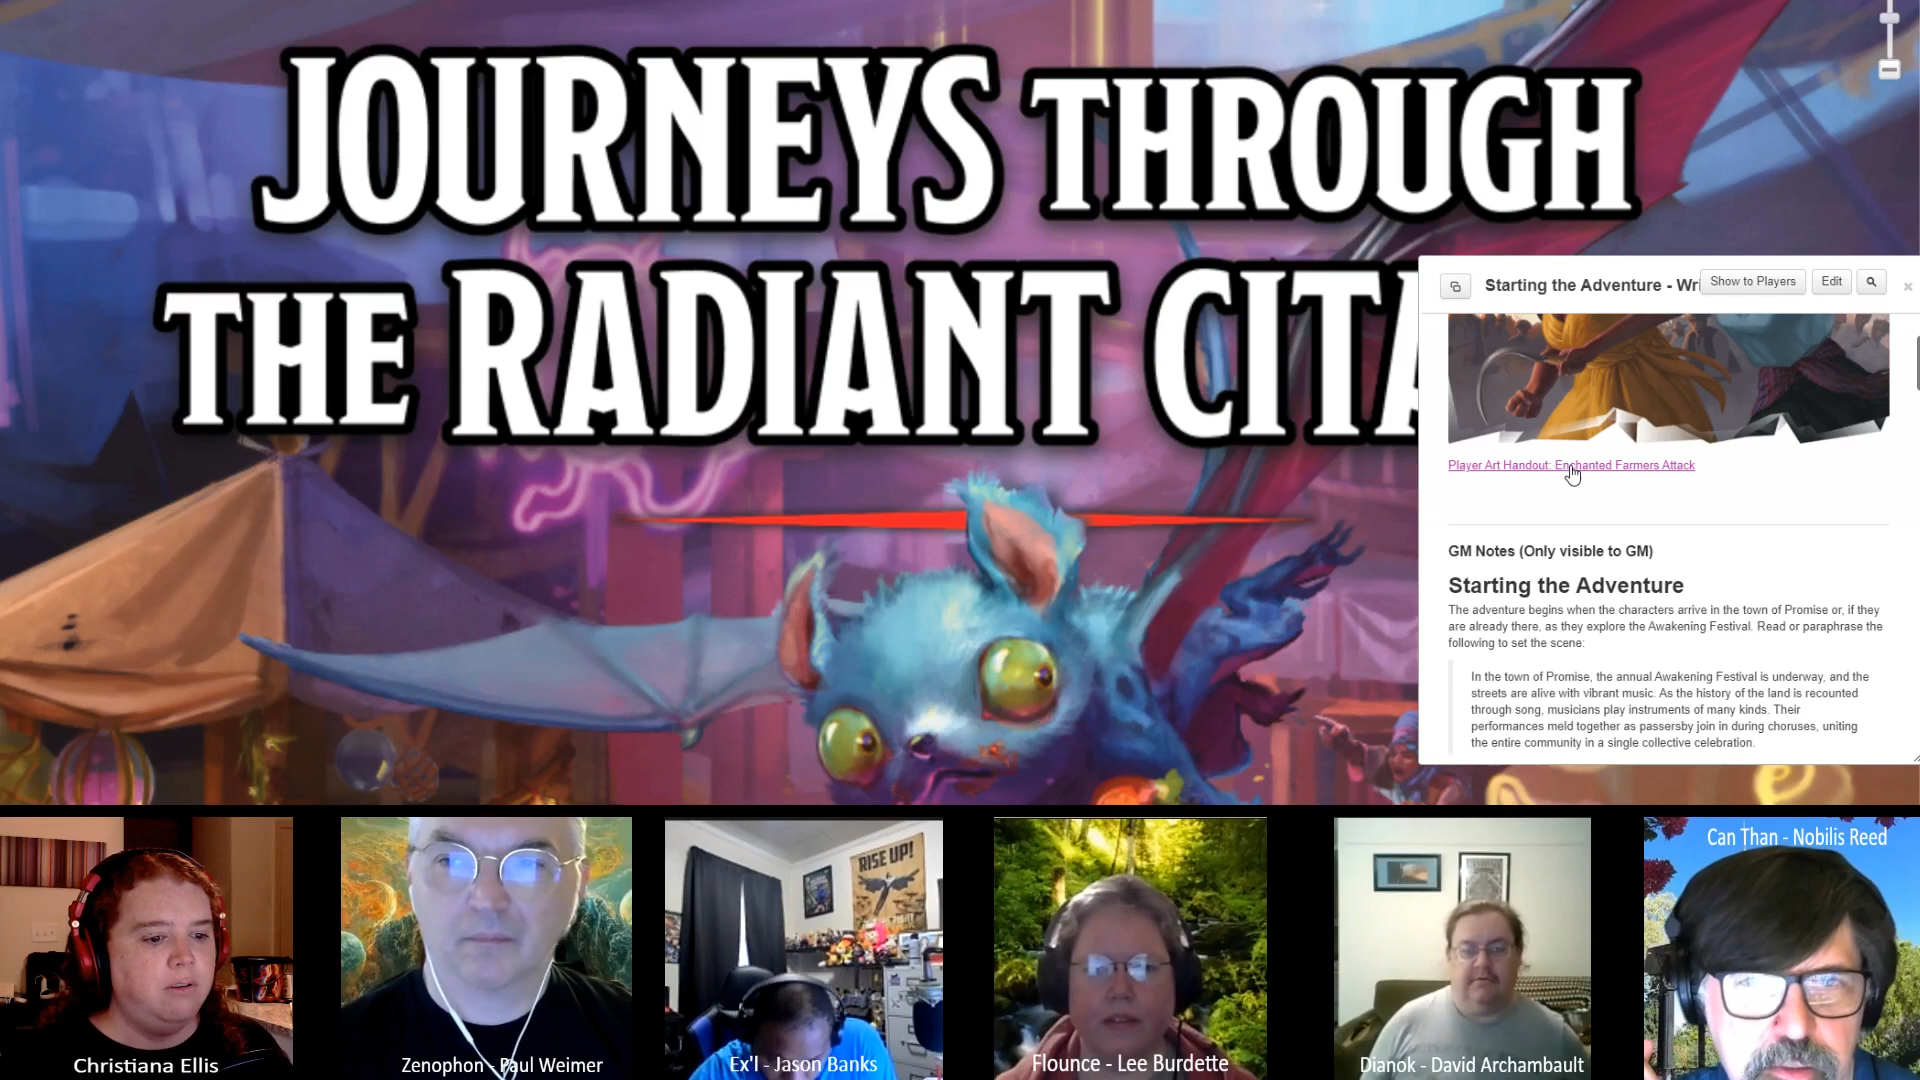 JOURNEYS THROUGH
THE RADIANT CITA
Starting the Adventure - Wri
Show to Players
Edit
Player Art Handout: Enchanted Farmers Attack
GM Notes (Only visible to GM)
Starting the Adventure
The adventure begins when the characters arrive in the town of Promise or, if they
are already there, as they explore the Awakening Festival. Read or paraphrase the
following to set the scene:
In the town of Promise, the annual Awakening Festival is underway, and the
streets are alive with vibrant music. As the history of the land is recounted
through song, musicians play instruments of many kinds. Their
performances meld together as passersby join in during choruses, uniting
the entire community in a single collective celebration.
RISE UP!
Can Than - Nobilis Reed
Christiana Ellis
Zenophon - Paul Weimer
Ex'l - Jason Banks
Flounce - Lee Burdette
Dianok - David Archambault